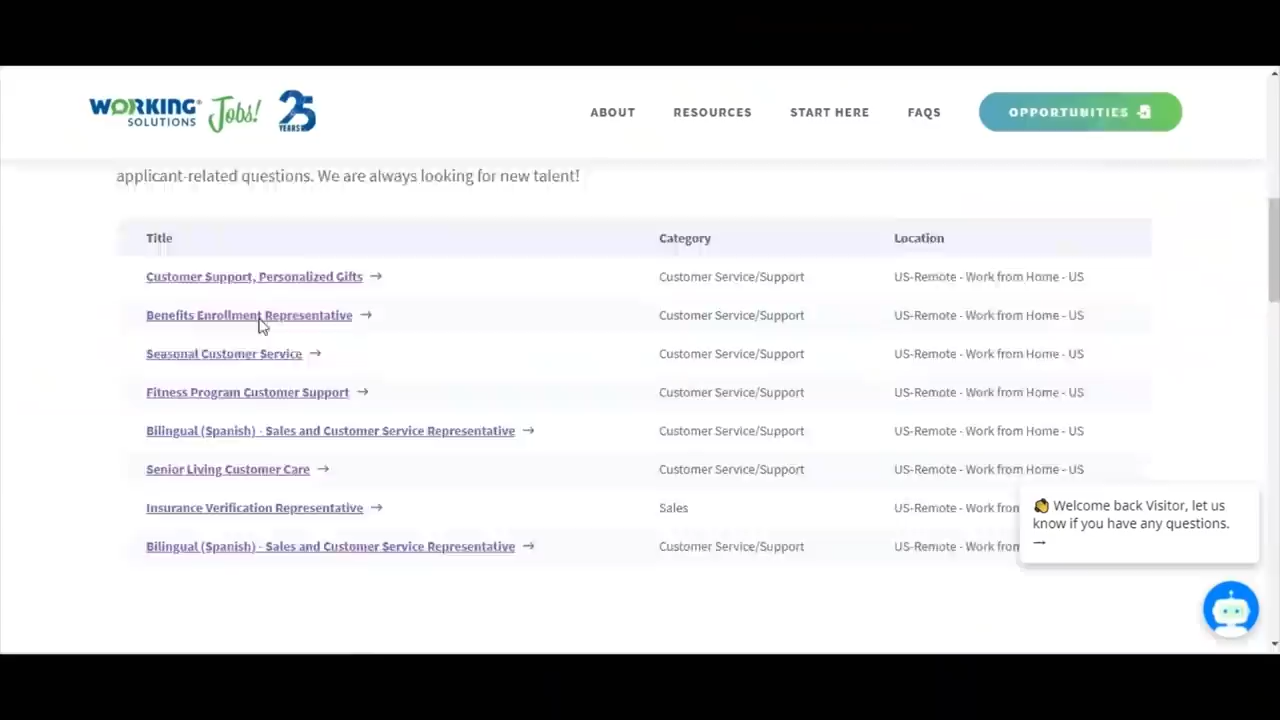 WORKING SOLUTIONS Jobs! 25 YEARS
ABOUT RESOURCES START HERE FAQS OPPORTUNITIES
applicant-related questions. We are always looking for new talent!
Title Category Location
Customer Support, Personalized Gifts → Customer Service/Support US-Remote - Work from Home - US
Benefits Enrollment Representative → Customer Service/Support US-Remote - Work from Home - US
Seasonal Customer Service → Customer Service/Support US-Remote - Work from Home - US
Fitness Program Customer Support → Customer Service/Support US-Remote - Work from Home - US
Bilingual (Spanish) - Sales and Customer Service Representative → Customer Service/Support US-Remote - Work from Home - US
Senior Living Customer Care → Customer Service/Support US-Remote - Work from Home - US
Insurance Verification Representative → Sales US-Remote - Work from
Bilingual (Spanish) - Sales and Customer Service Representative → Customer Service/Support US-Remote - Work from
👋 Welcome back Visitor, let us
know if you have any questions.
→